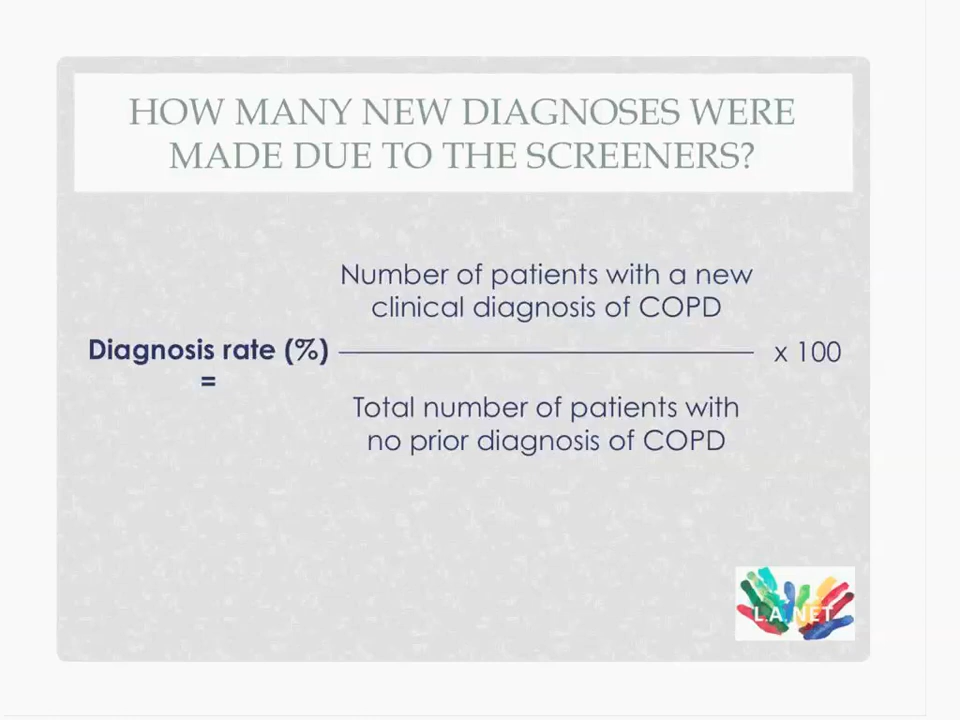 HOW MANY NEW DIAGNOSES WERE
MADE DUE TO THE SCREENERS?
Number of patients with a new
clinical diagnosis of COPD
Diagnosis rate (%)
=
x 100
Total number of patients with
no prior diagnosis of COPD
L.A. NET